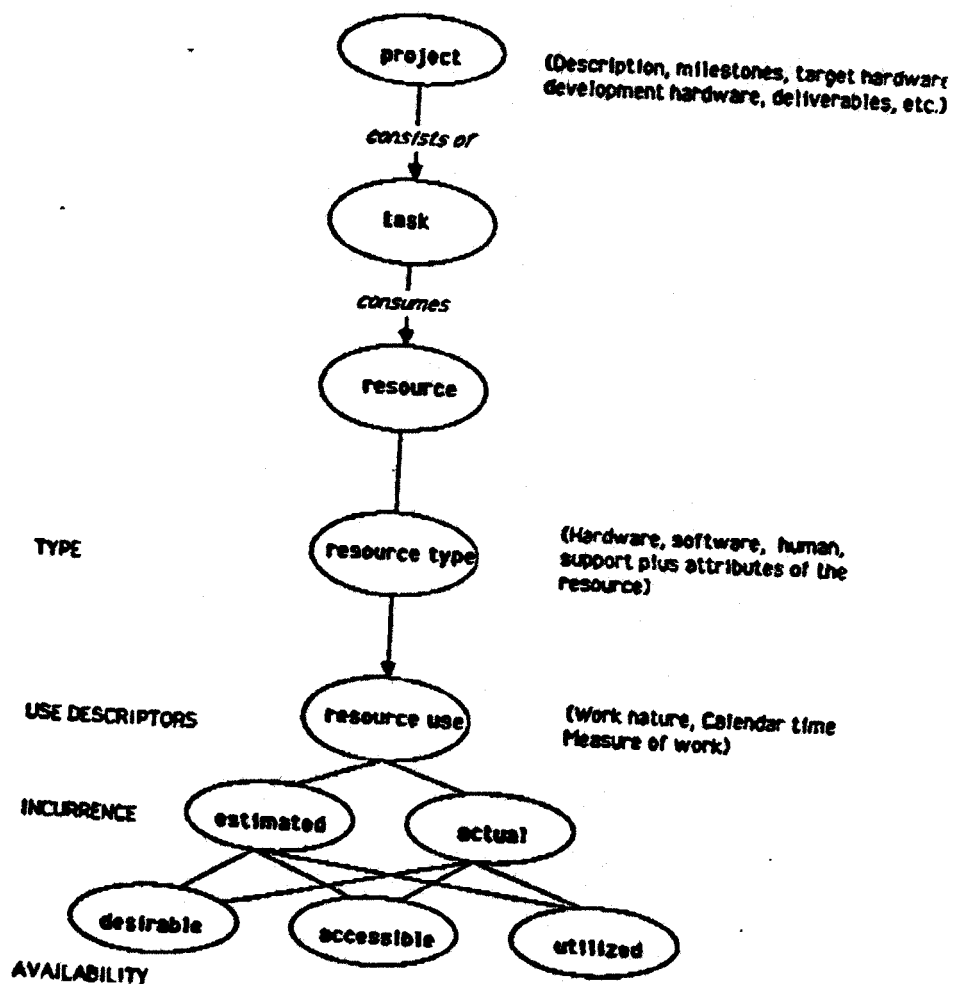 project
(Description, milestones, target hardware
development hardware, deliverables, etc.)
consists of
task
consumes
resource
TYPE
resource type
(Hardware, software, human,
support plus attributes of the
resource)
USE DESCRIPTORS
resource use
(Work nature, Calendar time
Measure of work)
INCURRENCE
estimated
actual
desirable
accessible
utilized
AVAILABILITY